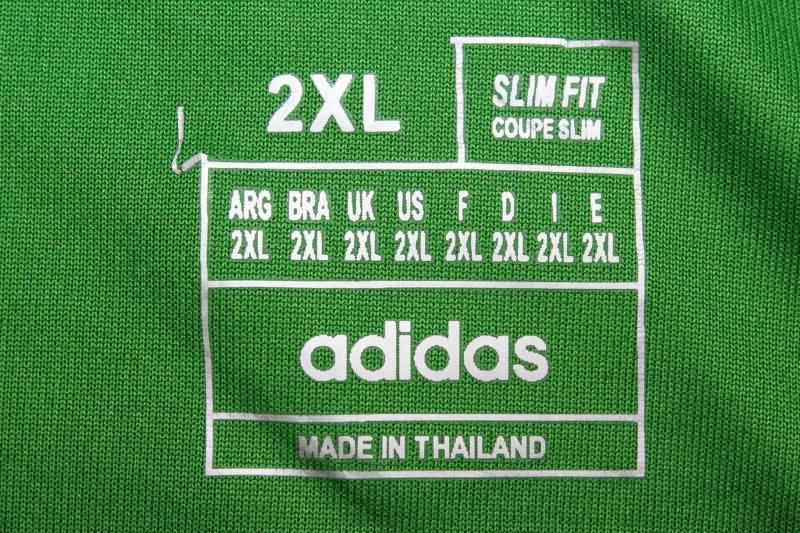 2XL
SLIM FIT
COUPE SLIM
ARG BRA UK US F D I E
2XL 2XL 2XL 2XL 2XL 2XL 2XL 2XL
adidas
MADE IN THAILAND